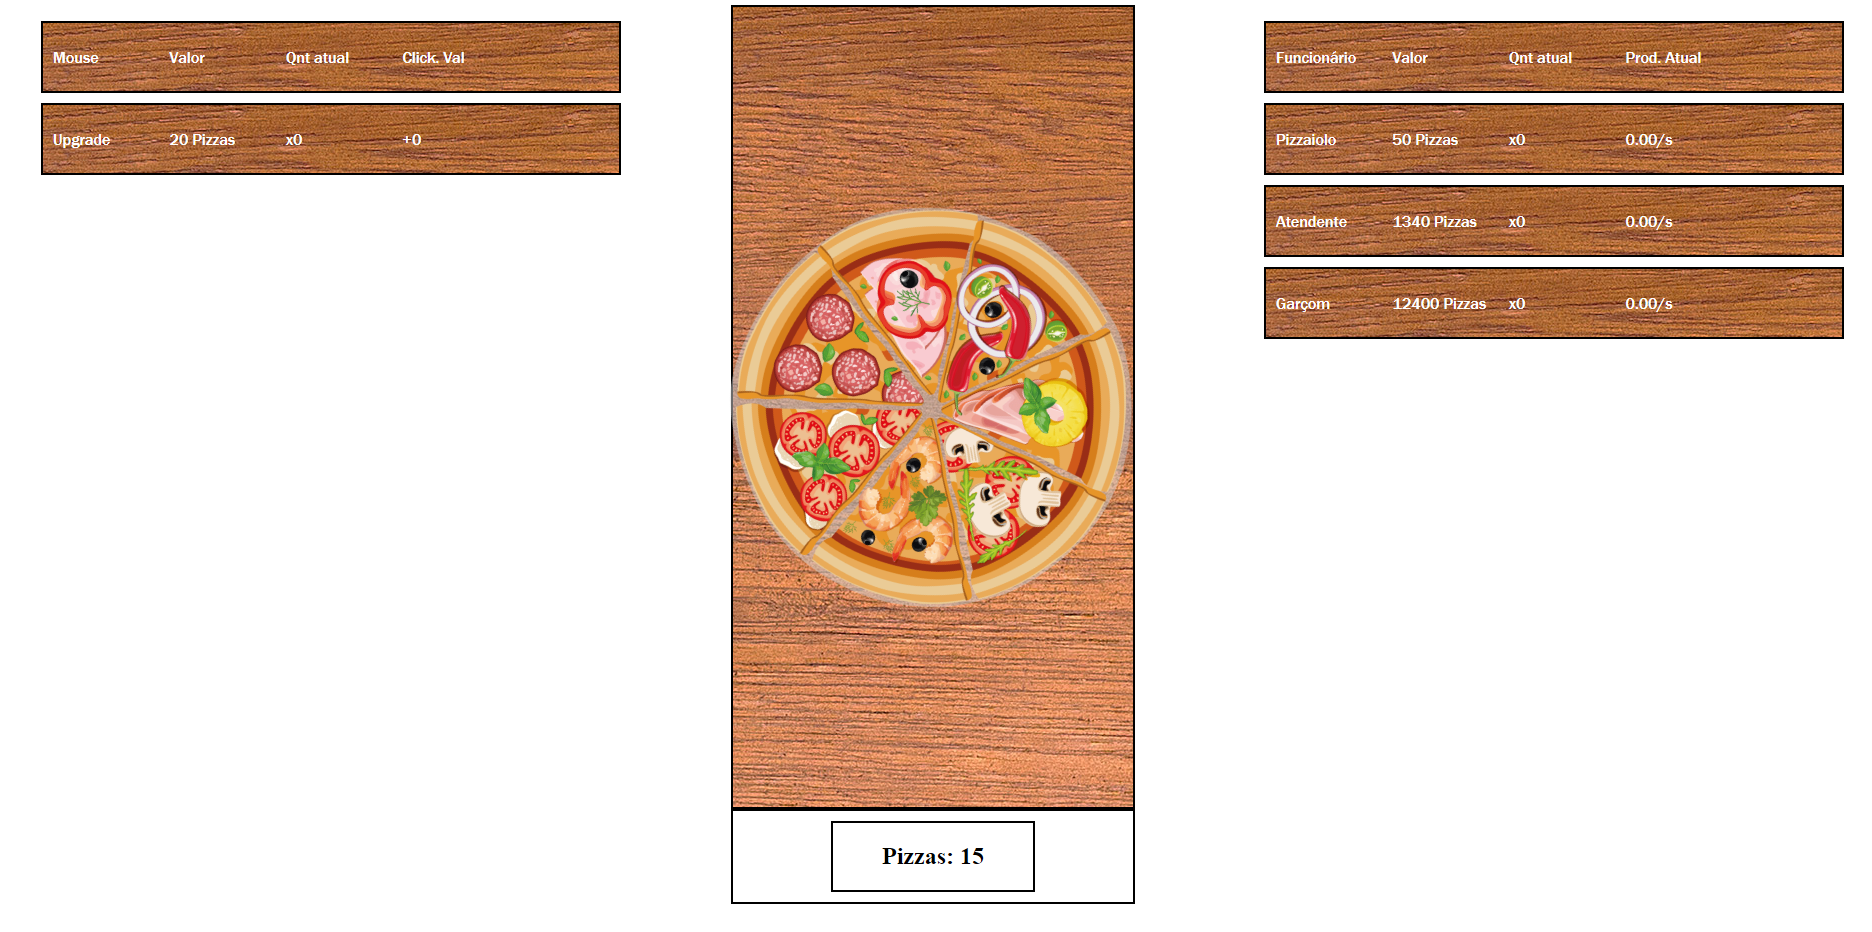 Mouse Valor Qnt atual Click. Val
Upgrade 20 Pizzas x0 +0
Pizzas: 15
Funcionário Valor Qnt atual Prod. Atual
Pizzaiolo 50 Pizzas x0 0.00/s
Atendente 1340 Pizzas x0 0.00/s
Garçom 12400 Pizzas x0 0.00/s